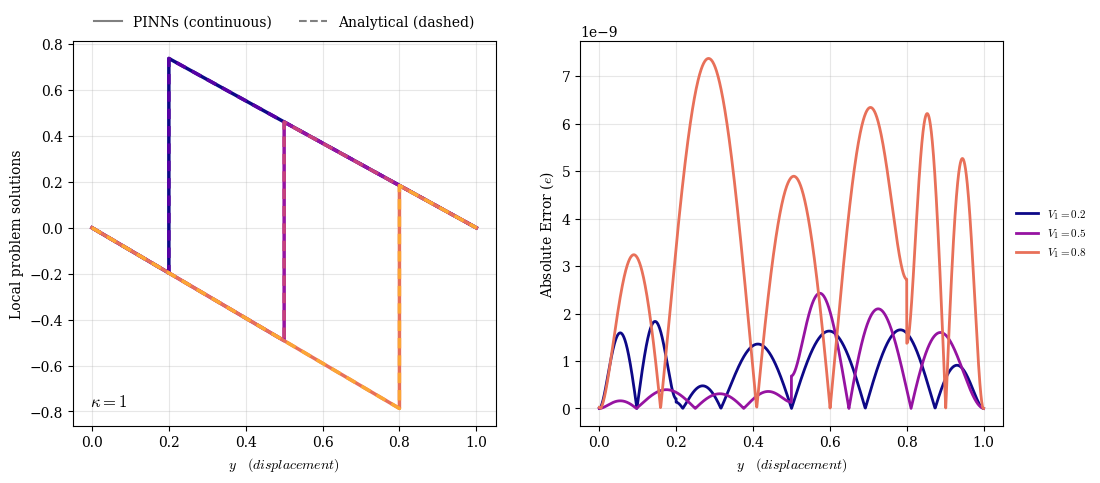 PINNs (continuous)
Analytical (dashed)
Local problem solutions
0.8
0.6
0.4
0.2
0.0
−0.2
−0.4
−0.6
−0.8
κ = 1
0.0 0.2 0.4 0.6 0.8 1.0
y (displacement)
1e−9
Absolute Error (e)
7
6
5
4
3
2
1
0
0.0 0.2 0.4 0.6 0.8 1.0
y (displacement)
V1 = 0.2
V1 = 0.5
V1 = 0.8